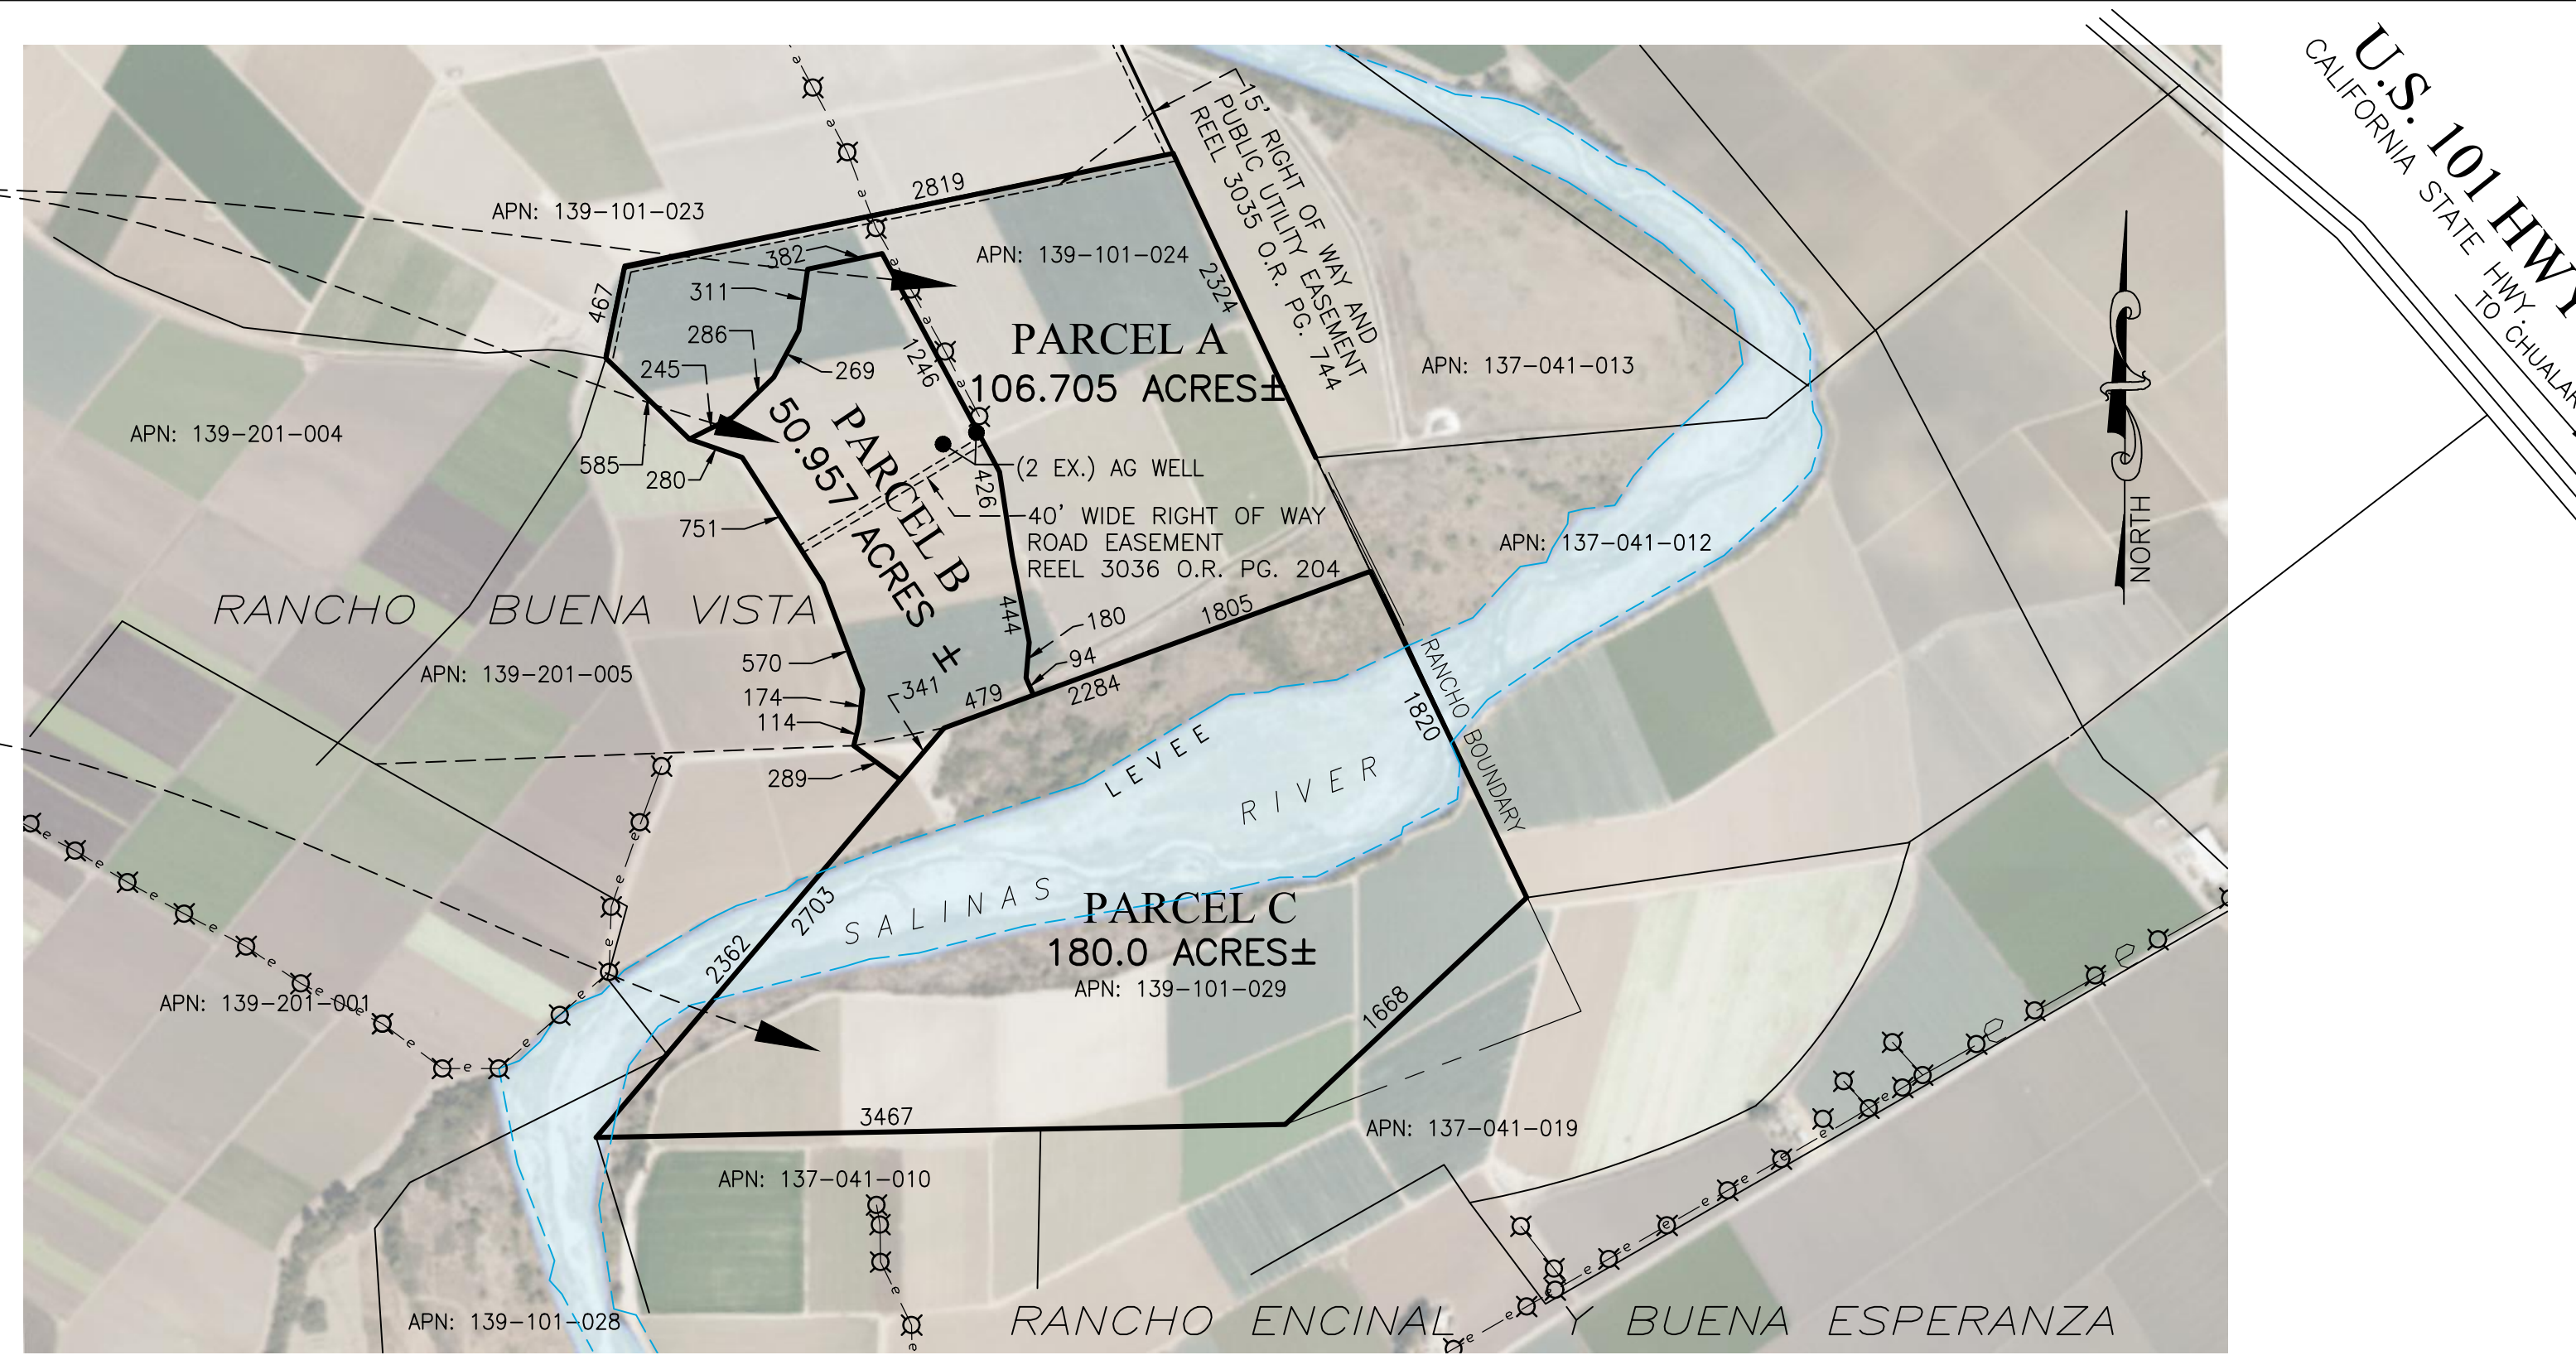 U.S. 101 HWY
CALIFORNIA STATE HWY.
TO CHUALAR
15' RIGHT OF WAY AND
PUBLIC UTILITY EASEMENT
REEL 3035 O.R. PG. 744
2819
APN: 139-101-023
382
APN: 139-101-024
2324
467
311
286
245
269
1246
PARCEL A
106.705 ACRES±
APN: 137-041-013
APN: 139-201-004
585
280
PARCEL B
50.957 ACRES ±
(2 EX.) AG WELL
426
751
40' WIDE RIGHT OF WAY
ROAD EASEMENT
REEL 3036 O.R. PG. 204
APN: 137-041-012
NORTH
RANCHO BUENA VISTA
444
180
1805
94
570
APN: 139-201-005
174
341
479
2284
114
289
RANCHO BOUNDARY
1820
LEVEE
SALINAS RIVER
2703
2362
PARCEL C
180.0 ACRES±
APN: 139-101-029
APN: 139-201-001
1668
3467
APN: 137-041-019
APN: 137-041-010
APN: 139-101-028
RANCHO ENCINAL Y BUENA ESPERANZA